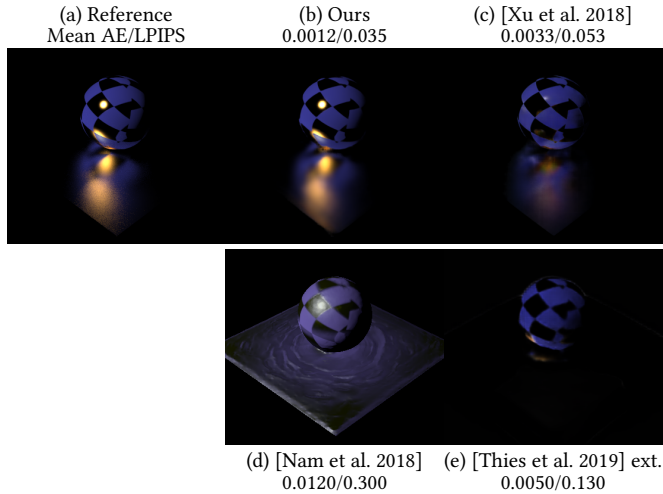 (a) Reference
Mean AE/LPIPS
(b) Ours
0.0012/0.035
(c) [Xu et al. 2018]
0.0033/0.053
(d) [Nam et al. 2018]
0.0120/0.300
(e) [Thies et al. 2019] ext.
0.0050/0.130